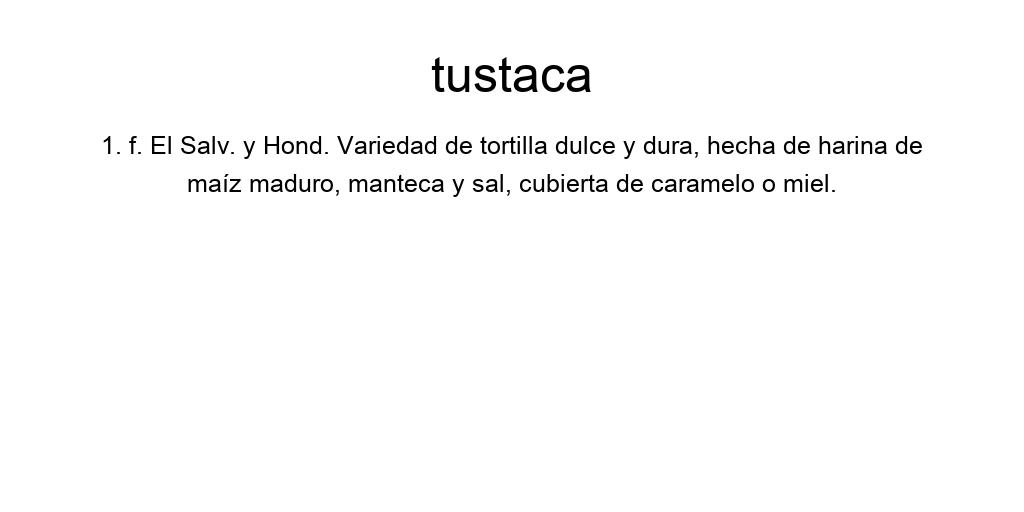 tustaca
1. f. El Salv. y Hond. Variedad de tortilla dulce y dura, hecha de harina de
maíz maduro, manteca y sal, cubierta de caramelo o miel.